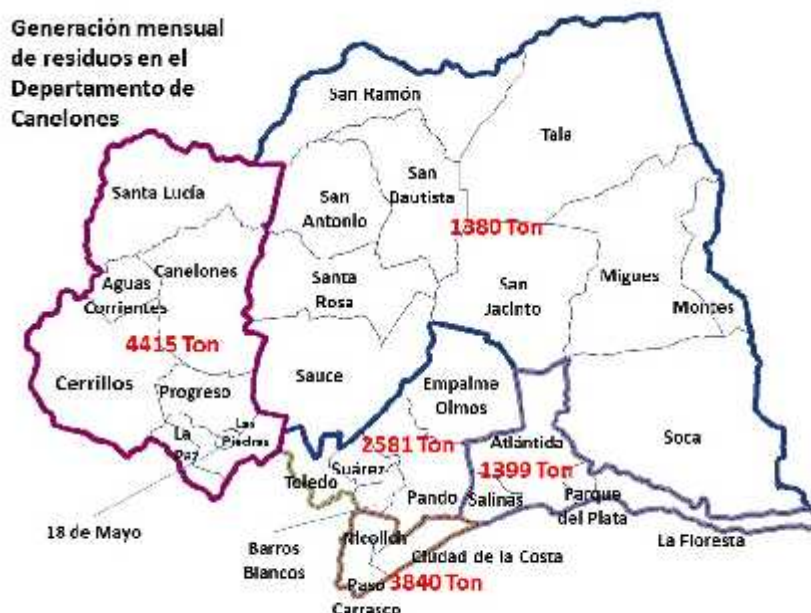 Generación mensual
de residuos en el
Departamento de
Canelones
San Ramón
Tala
Santa Lucía
San
Antonio
San
Bautista
1380 Ton
Canelones
Aguas
Corrientes
Santa
Rosa
San
Jacinto
Migues
Montes
4415 Ton
Cerrillos
Progreso
Sauce
Empalme
Olmos
La
Paz
Las
Piedras
2581 Ton
Atlántida
Soca
Toledo
Suárez
1399 Ton
Pando
Salinas
Parque
del Plata
18 de Mayo
Barros
Blancos
Nicolich
Ciudad de la Costa
La Floresta
Paso
Carrasco
3840 Ton